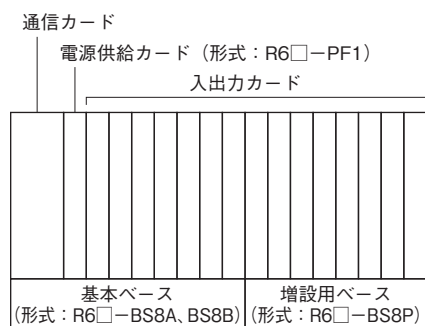 通信カード
電源供給カード（形式：R6□－PF1）
入出力カード
基本ベース
（形式：R6□－BS8A、BS8B）
増設用ベース
（形式：R6□－BS8P）